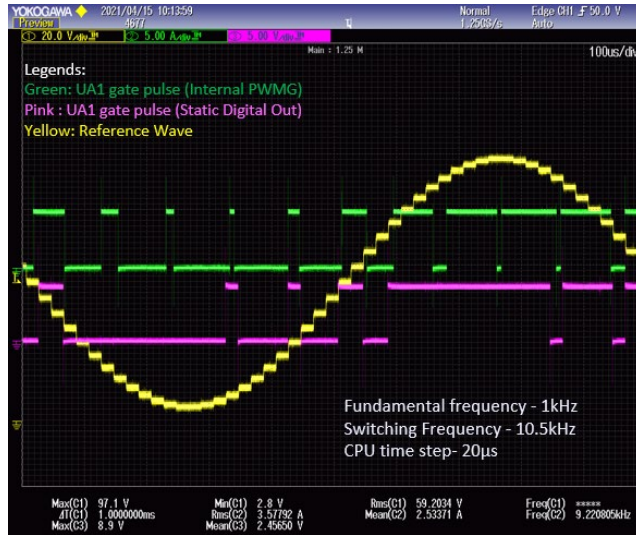 YOKOGAWA ◆ 2021/04/15 10:13:59 Normal Edge CH1 ƒ 50.0 V
Preview 4677 1.25GS/s Auto
20.0 V/div 5.00 A/div 5.00 V/div
Main : 1.25 M 100us/div
Legends:
Green: UA1 gate pulse (Internal PWMG)
Pink : UA1 gate pulse (Static Digital Out)
Yellow: Reference Wave
Fundamental frequency - 1kHz
Switching Frequency - 10.5kHz
CPU time step- 20µs
Max(C1) 97.1 V Min(C1) 2.8 V Rms(C1) 59.2034 V Freq(C1) *****
ΔT(C1) 1.0000000ms Rms(C2) 3.57792 A Mean(C2) 2.53371 A Freq(C2) 9.220805kHz
Max(C3) 8.9 V Mean(C3) 2.45650 V